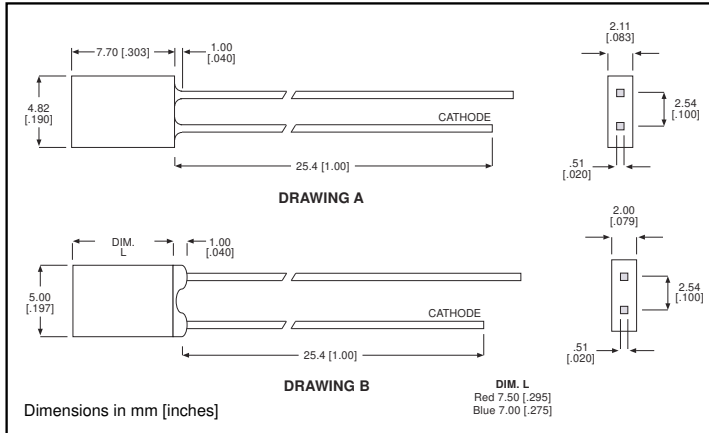 7.70 [.303]
1.00
[.040]
2.11
[.083]
4.82
[.190]
CATHODE
2.54
[.100]
25.4 [1.00]
.51
[.020]
DRAWING A
DIM.
L
1.00
[.040]
2.00
[.079]
5.00
[.197]
CATHODE
2.54
[.100]
25.4 [1.00]
.51
[.020]
DRAWING B
DIM. L
Red 7.50 [.295]
Blue 7.00 [.275]
Dimensions in mm [inches]